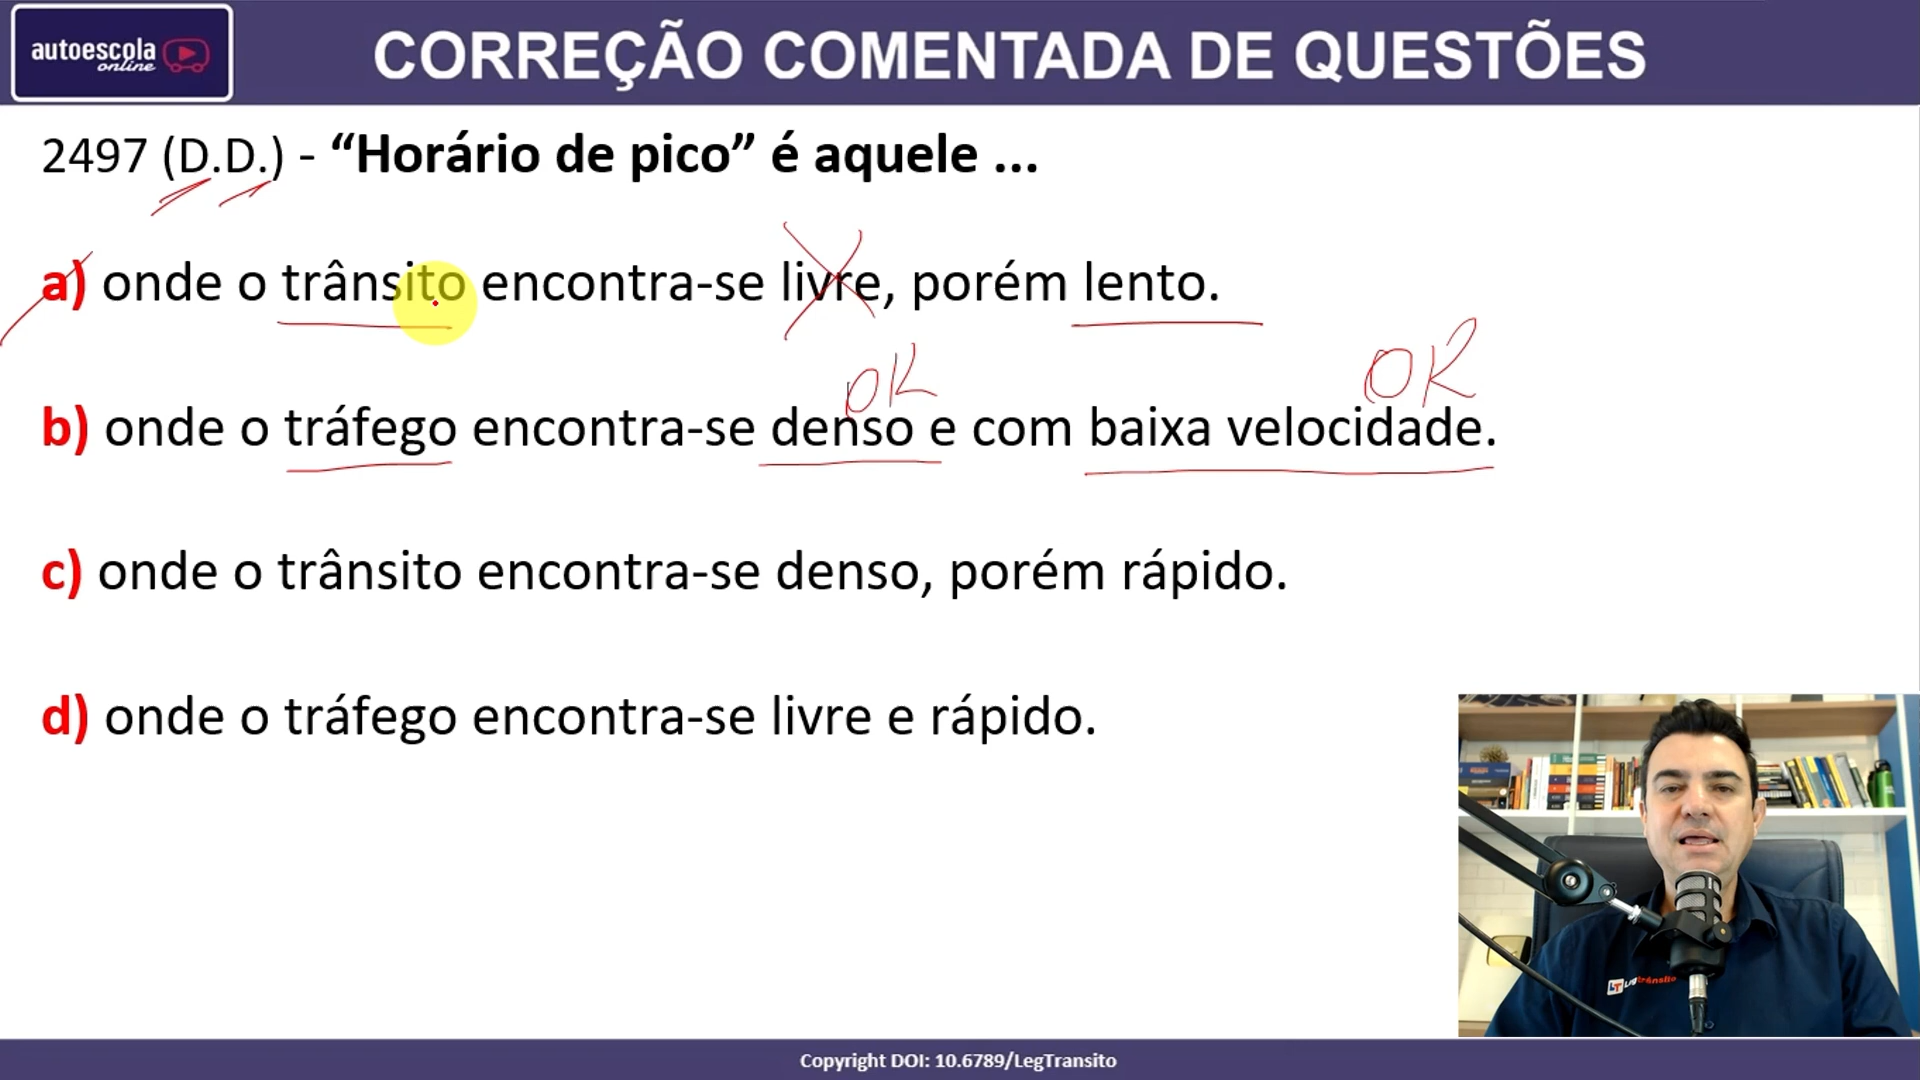 autoescola
online
CORREÇÃO COMENTADA DE QUESTÕES
2497 (D.D.) - “Horário de pico” é aquele ...
a) onde o trânsito encontra-se livre, porém lento.
OK
OK
b) onde o tráfego encontra-se denso e com baixa velocidade.
c) onde o trânsito encontra-se denso, porém rápido.
d) onde o tráfego encontra-se livre e rápido.
LT Legtrânsito
Copyright DOI: 10.6789/LegTransito